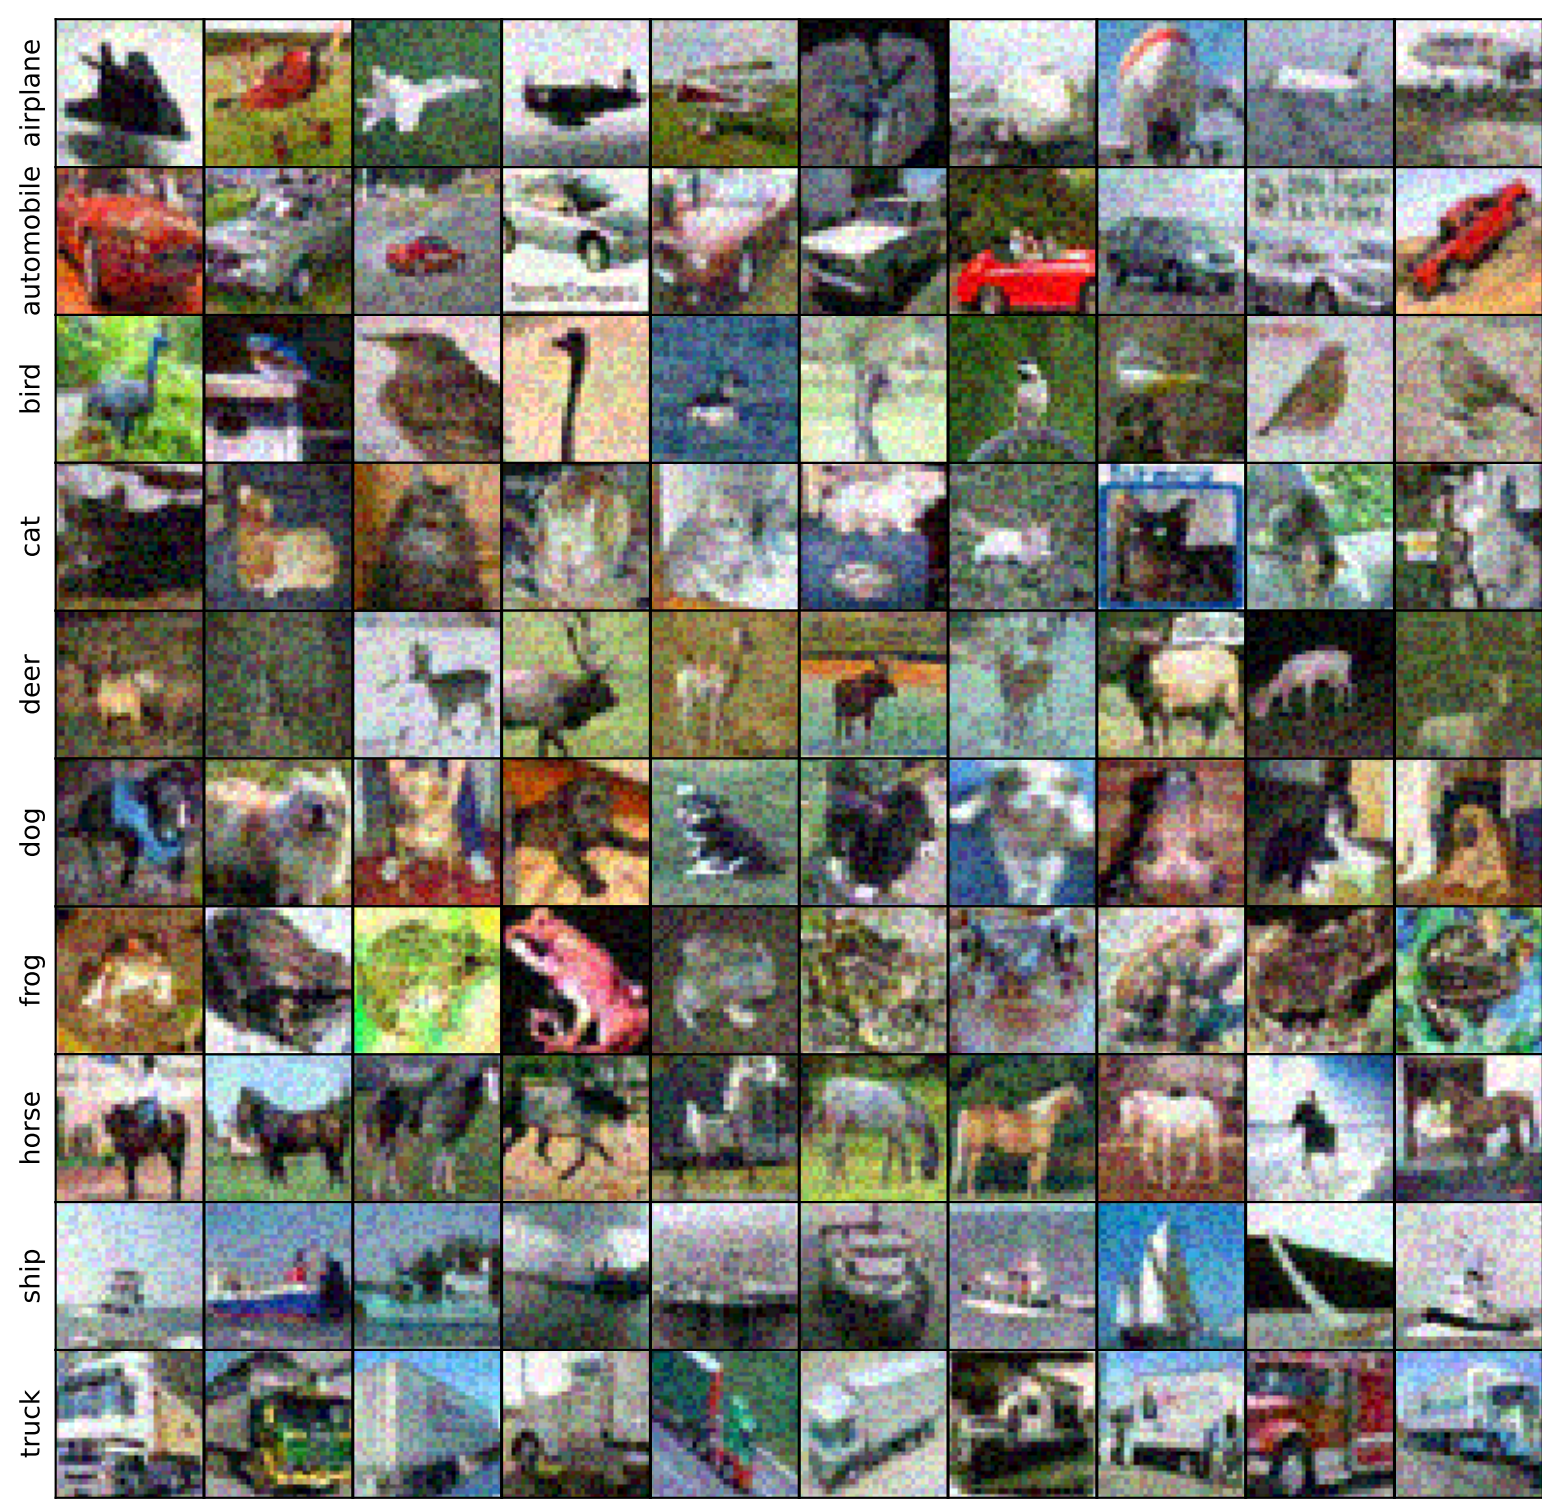 airplane
automobile
bird
cat
deer
dog
frog
horse
ship
truck